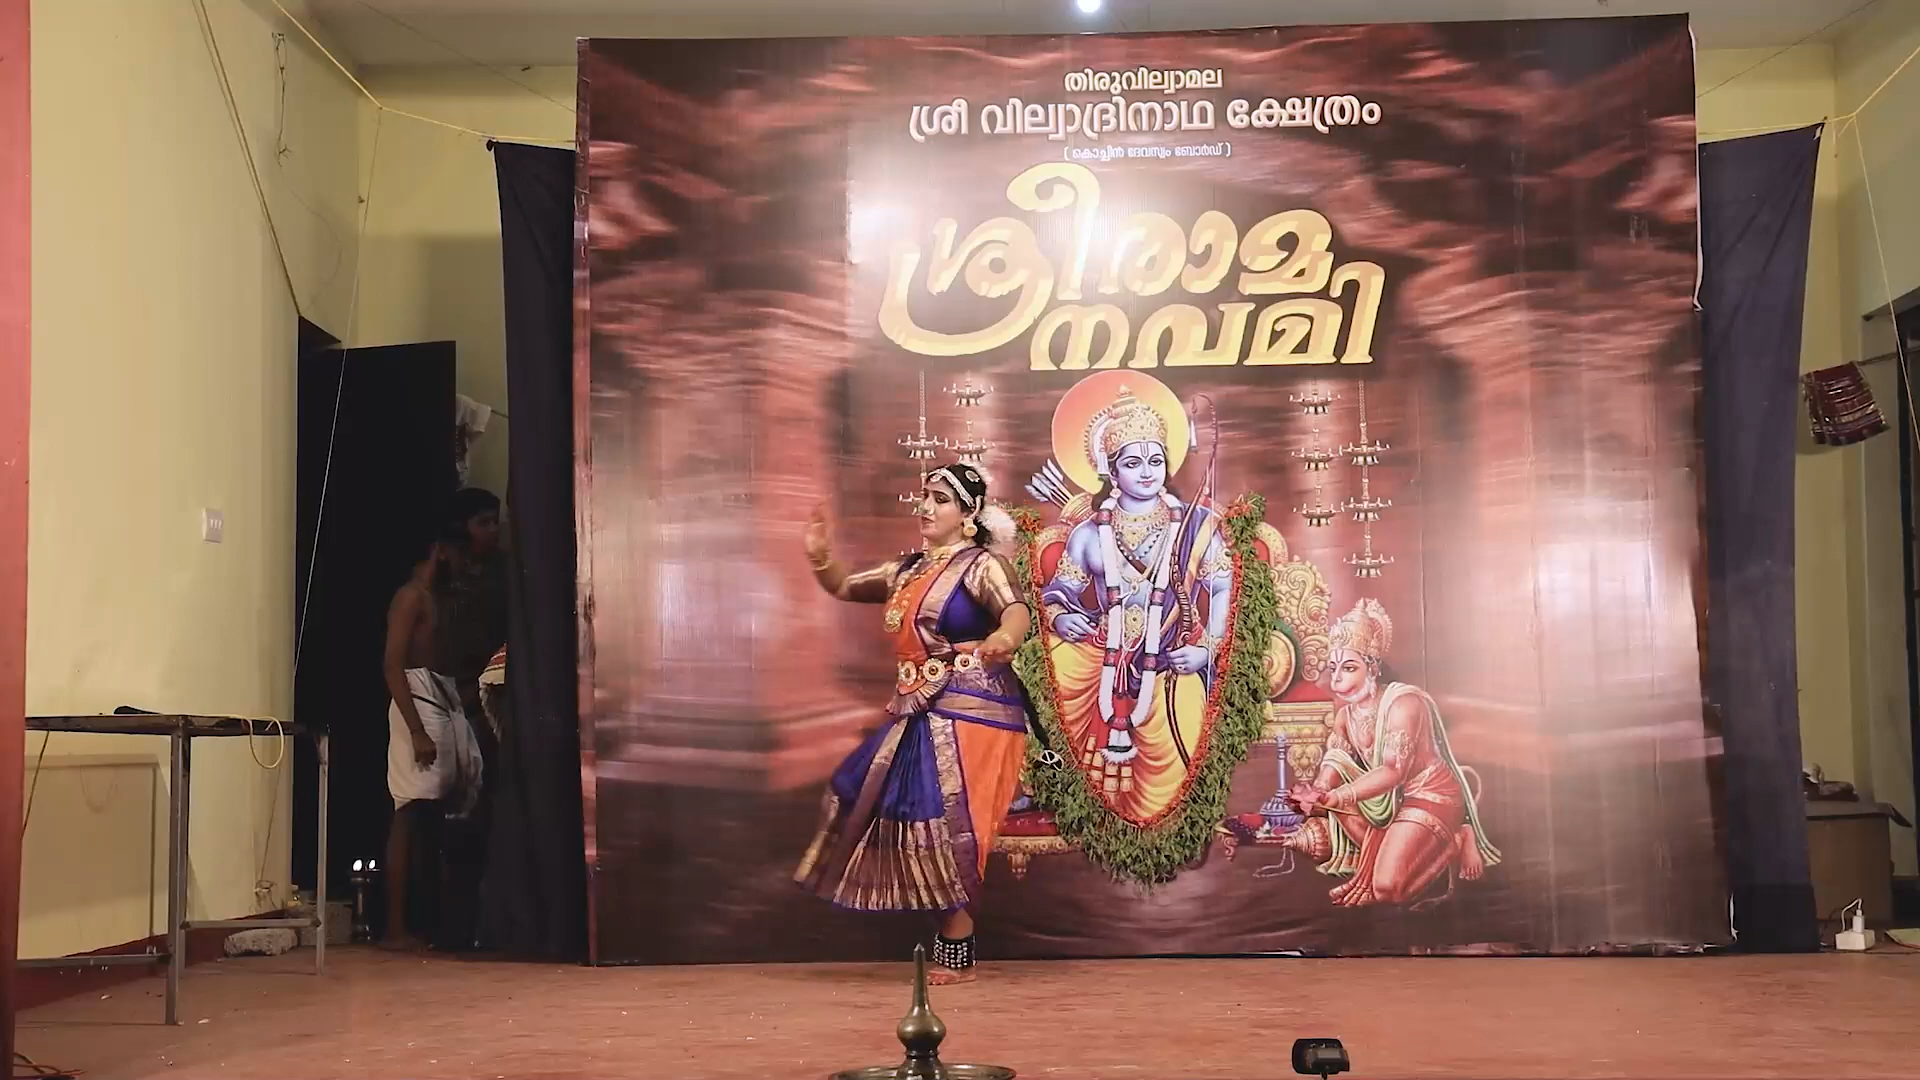 തിരുവില്വാമല
ശ്രീ വില്വാദ്രിനാഥ ക്ഷേത്രം
( കൊച്ചിൻ ദേവസ്വം ബോർഡ് )
ശ്രീരാമ
നവമി